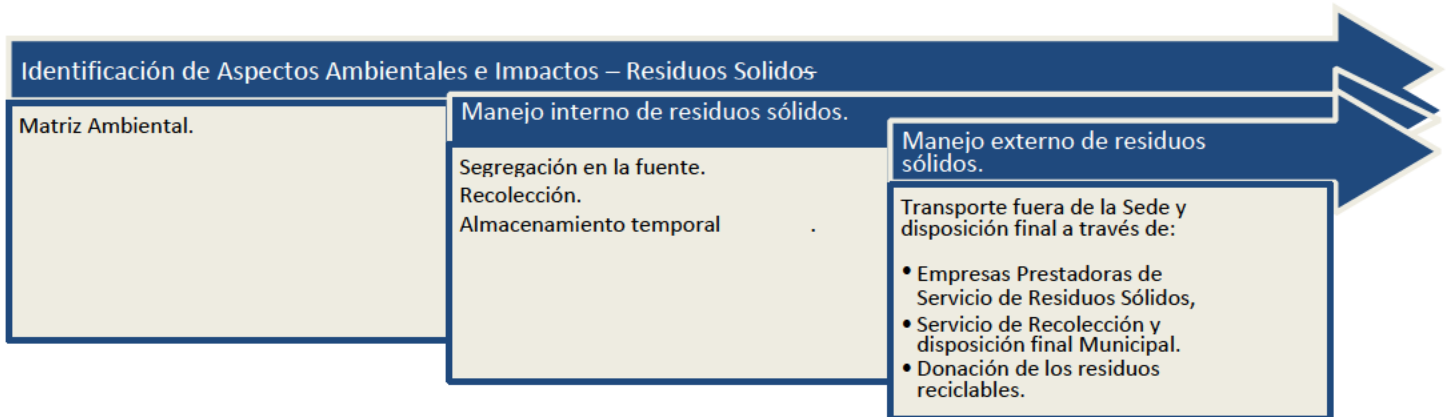 Identificación de Aspectos Ambientales e Impactos – Residuos Solidos
Matriz Ambiental.
Manejo interno de residuos sólidos.
Segregación en la fuente.
Recolección.
Almacenamiento temporal .
Manejo externo de residuos
sólidos.
Transporte fuera de la Sede y
disposición final a través de:
• Empresas Prestadoras de
Servicio de Residuos Sólidos,
• Servicio de Recolección y
disposición final Municipal.
• Donación de los residuos
reciclables.